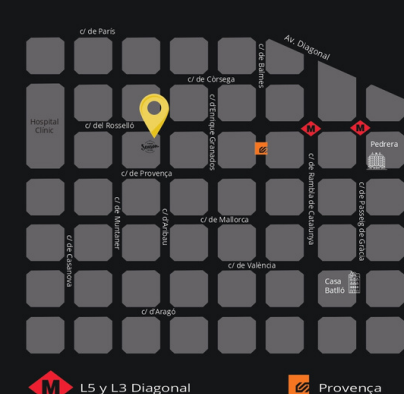 c/ de París
Av. Diagonal
c/ de Balmes
c/ de Còrsega
c/ d'Enrique Granados
Hospital
Clínic
c/ del Rosselló
M
M
Pedrera
c/ de Provença
c/ de Rambla de Catalunya
c/ de Passeig de Gràcia
c/ de Muntaner
c/ d'Aribau
c/ de Mallorca
c/ de Casanova
c/ de València
Casa
Batlló
c/ d'Aragó
M L5 y L3 Diagonal
Provença